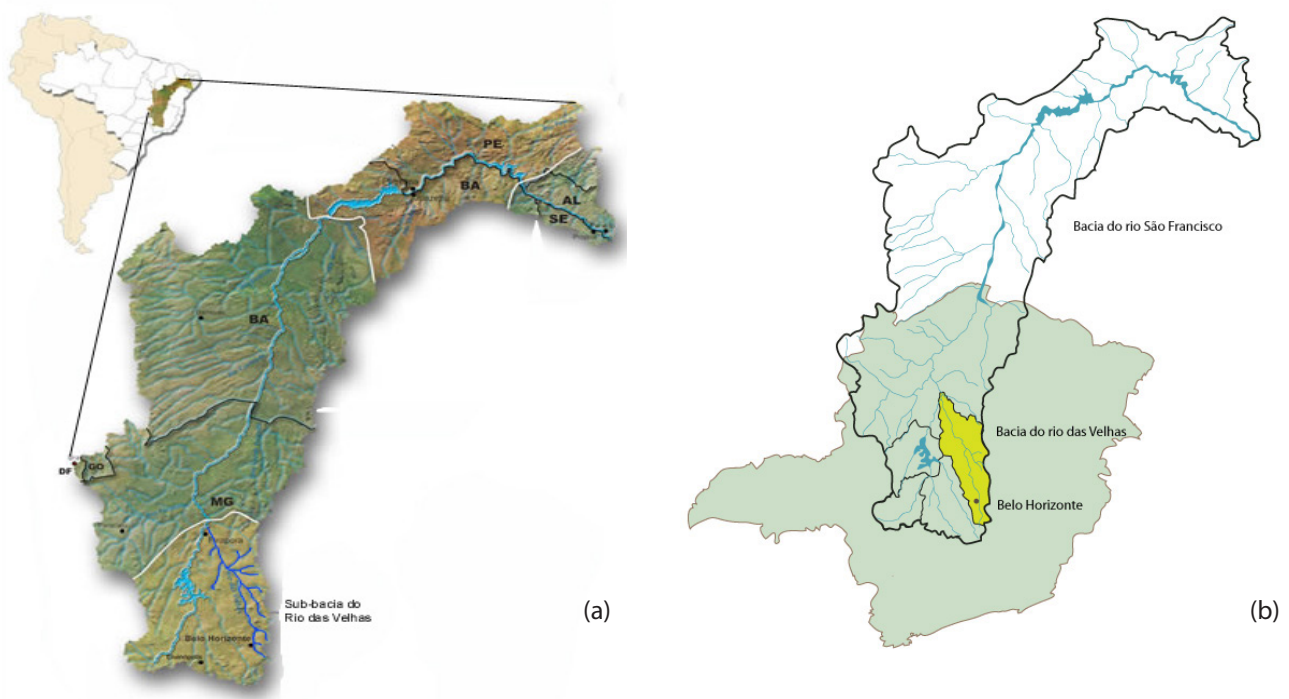 PE
BA
AL
SE
BA
DF
GO
MG
Pirapora
Sub-bacia do
Rio das Velhas
Belo Horizonte
(a)
Bacia do rio São Francisco
Bacia do rio das Velhas
Belo Horizonte
(b)